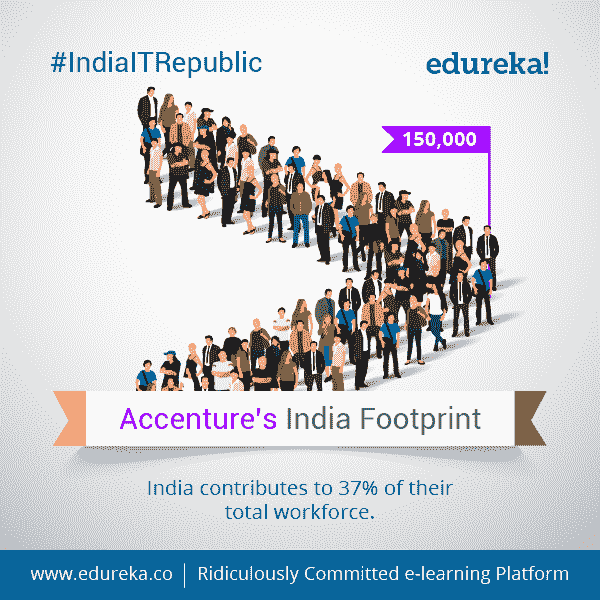 #IndiaITRepublic
edureka!
150,000
Accenture's India Footprint
India contributes to 37% of their
total workforce.
www.edureka.co | Ridiculously Committed e-learning Platform